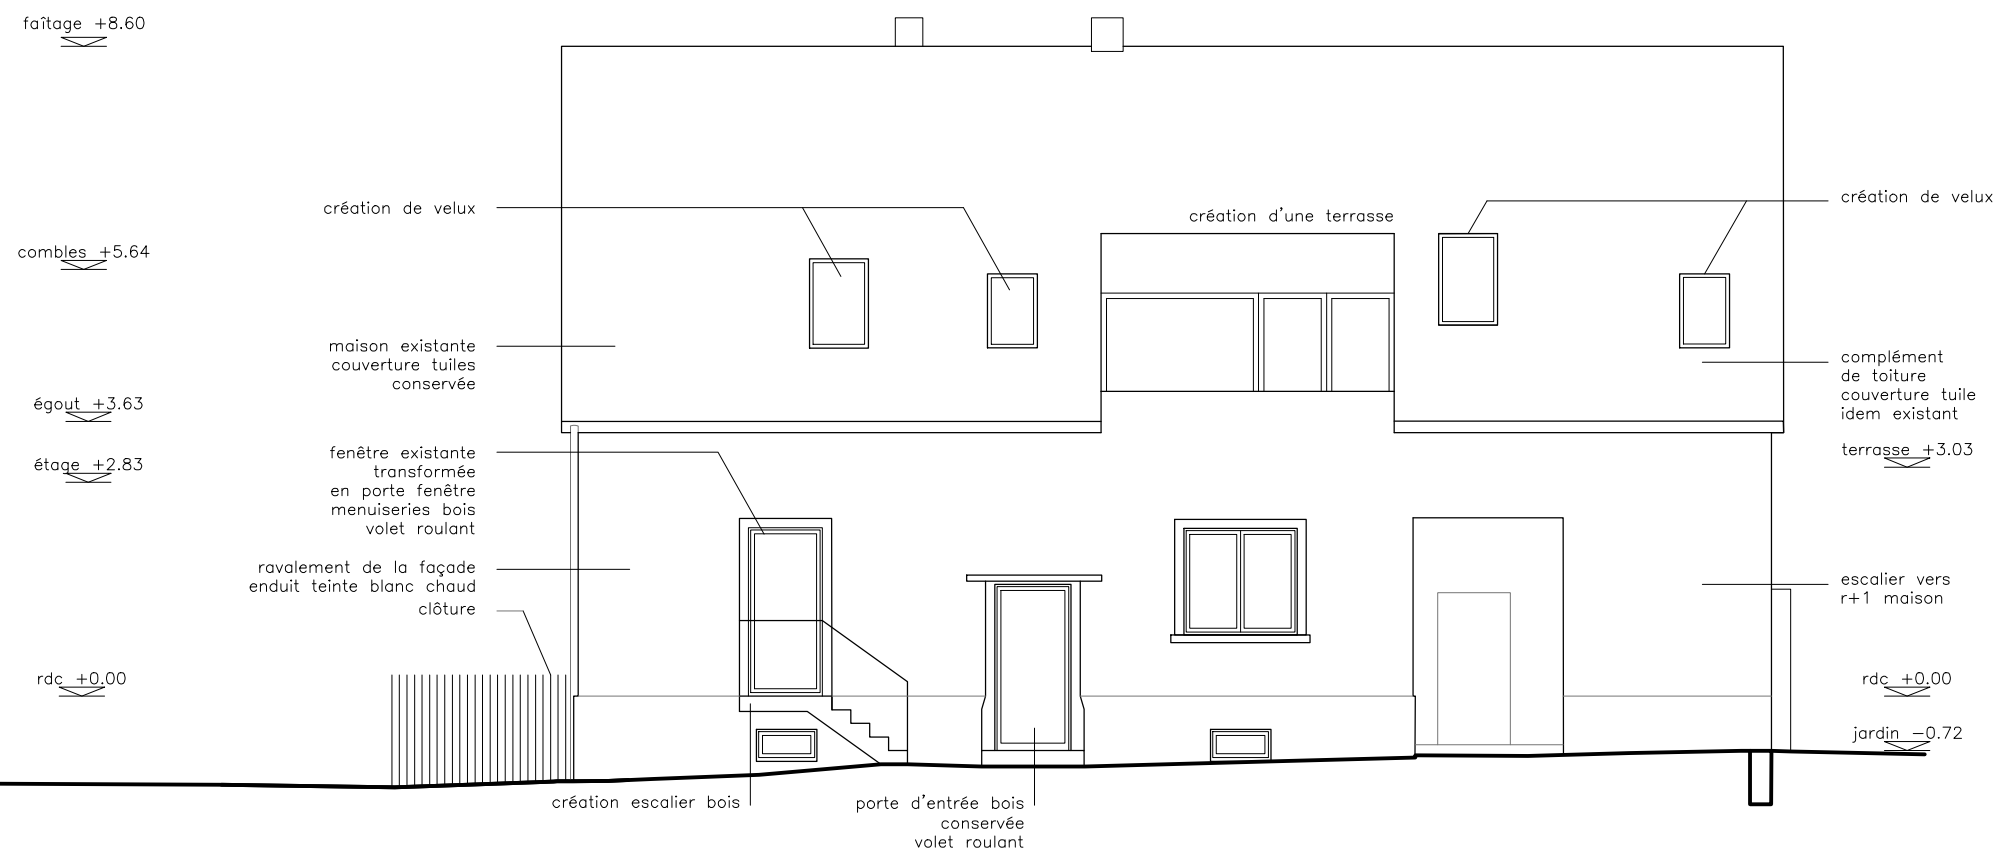 faîtage +8.60
création de velux
création d'une terrasse
création de velux
combles +5.64
maison existante
couverture tuiles
conservée
complément
de toiture
couverture tuile
idem existant
égout +3.63
étage +2.83
terrasse +3.03
fenêtre existante
transformée
en porte fenêtre
menuiseries bois
volet roulant
ravalement de la façade
enduit teinte blanc chaud
clôture
escalier vers
r+1 maison
rdc +0.00
rdc +0.00
jardin -0.72
création escalier bois
porte d'entrée bois
conservée
volet roulant